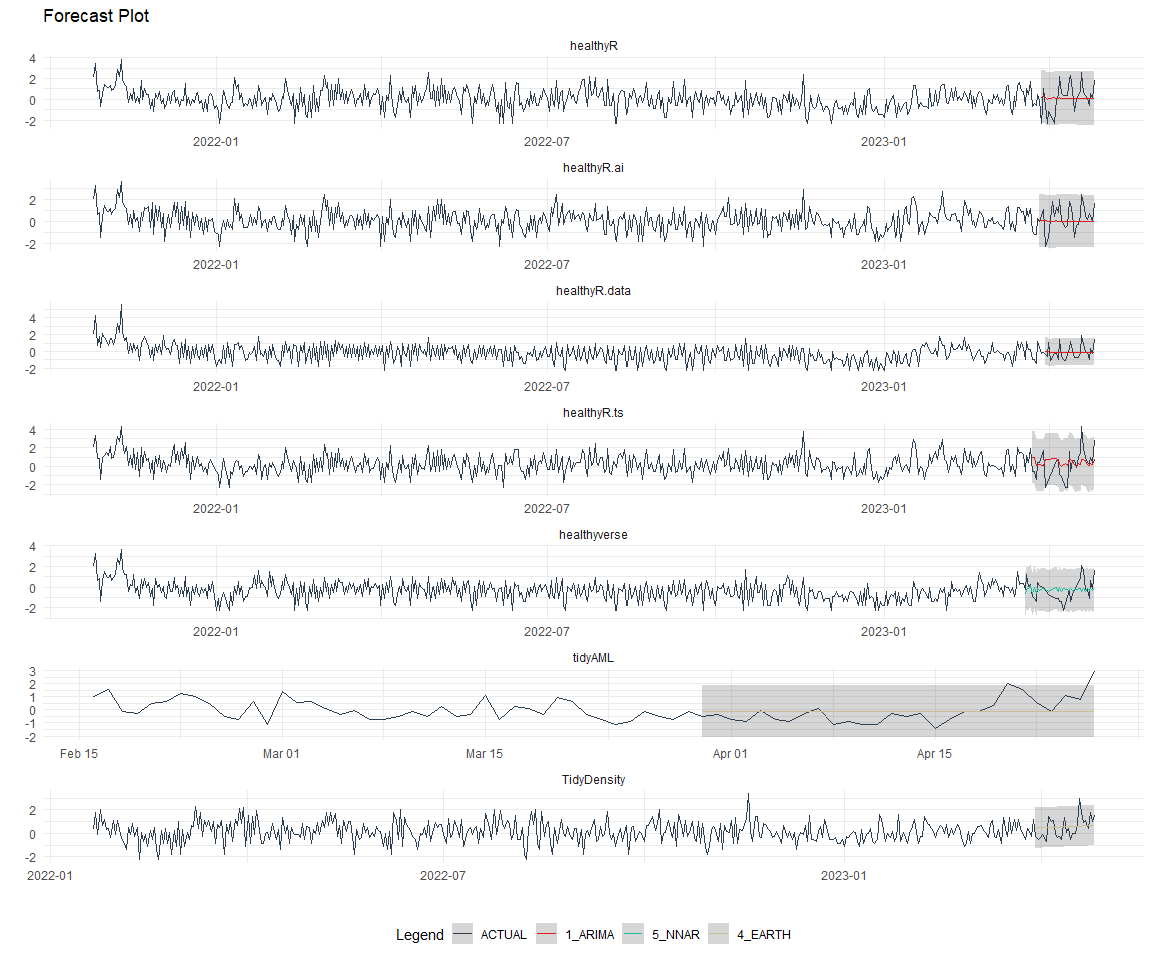 Forecast Plot
healthyR
4
2
0
-2
2022-01 2022-07 2023-01
healthyR.ai
2
0
-2
2022-01 2022-07 2023-01
healthyR.data
4
2
0
-2
2022-01 2022-07 2023-01
healthyR.ts
4
2
0
-2
2022-01 2022-07 2023-01
healthyverse
4
2
0
-2
2022-01 2022-07 2023-01
tidyAML
3
2
1
0
-1
-2
Feb 15 Mar 01 Mar 15 Apr 01 Apr 15
TidyDensity
2
0
-2
2022-01 2022-07 2023-01
Legend ACTUAL 1_ARIMA 5_NNAR 4_EARTH